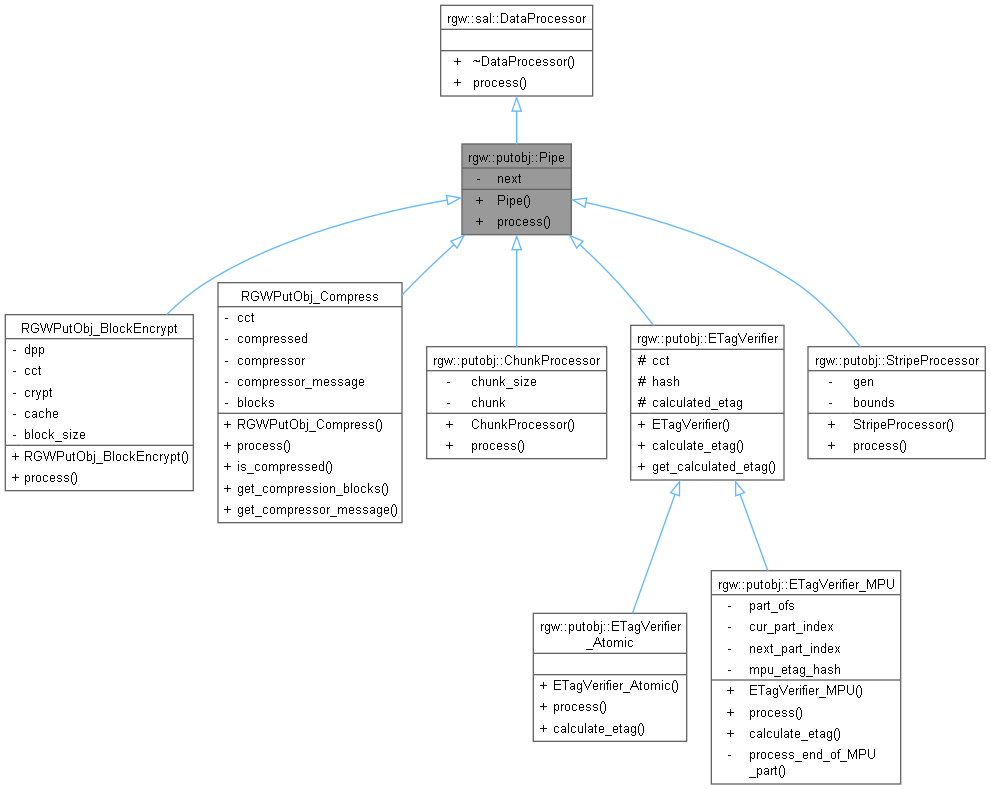 rgw::sal::DataProcessor
+ ~DataProcessor()
+ process()
rgw::putobj::Pipe
- next
+ Pipe()
+ process()
RGWPutObj_BlockEncrypt
- dpp
- cct
- crypt
- cache
- block_size
+ RGWPutObj_BlockEncrypt()
+ process()
RGWPutObj_Compress
- cct
- compressed
- compressor
- compressor_message
- blocks
+ RGWPutObj_Compress()
+ process()
+ is_compressed()
+ get_compression_blocks()
+ get_compressor_message()
rgw::putobj::ChunkProcessor
- chunk_size
- chunk
+ ChunkProcessor()
+ process()
rgw::putobj::ETagVerifier
# cct
# hash
# calculated_etag
+ ETagVerifier()
+ calculate_etag()
+ get_calculated_etag()
rgw::putobj::StripeProcessor
- gen
- bounds
+ StripeProcessor()
+ process()
rgw::putobj::ETagVerifier
_Atomic
+ ETagVerifier_Atomic()
+ process()
+ calculate_etag()
rgw::putobj::ETagVerifier_MPU
- part_ofs
- cur_part_index
- next_part_index
- mpu_etag_hash
+ ETagVerifier_MPU()
+ process()
+ calculate_etag()
- process_end_of_MPU
_part()